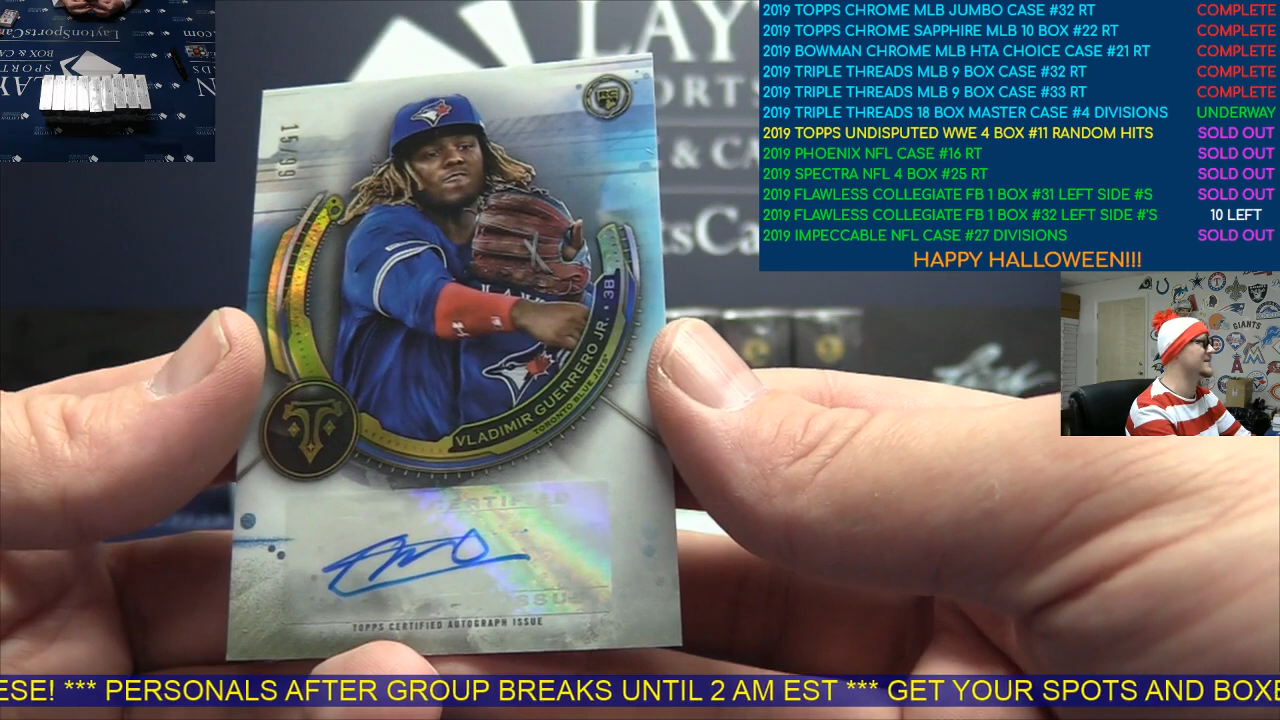 2019 TOPPS CHROME MLB JUMBO CASE #32 RT COMPLETE
2019 TOPPS CHROME SAPPHIRE MLB 10 BOX #22 RT COMPLETE
2019 BOWMAN CHROME MLB HTA CHOICE CASE #21 RT COMPLETE
2019 TRIPLE THREADS MLB 9 BOX CASE #32 RT COMPLETE
2019 TRIPLE THREADS MLB 9 BOX CASE #33 RT COMPLETE
2019 TRIPLE THREADS 18 BOX MASTER CASE #4 DIVISIONS UNDERWAY
2019 TOPPS UNDISPUTED WWE 4 BOX #11 RANDOM HITS SOLD OUT
2019 PHOENIX NFL CASE #16 RT SOLD OUT
2019 SPECTRA NFL 4 BOX #25 RT SOLD OUT
2019 FLAWLESS COLLEGIATE FB 1 BOX #31 LEFT SIDE #S SOLD OUT
2019 FLAWLESS COLLEGIATE FB 1 BOX #32 LEFT SIDE #'S 10 LEFT
2019 IMPECCABLE NFL CASE #27 DIVISIONS SOLD OUT
HAPPY HALLOWEEN!!!
LAY
SPORTS
& CA
sCa
RC
15/99
VLADIMIR GUERRERO JR. • 3B
TORONTO BLUE JAYS
CERTIFIED
ISSUE
TOPPS CERTIFIED AUTOGRAPH ISSUE
GIANTS
ESE! *** PERSONALS AFTER GROUP BREAKS UNTIL 2 AM EST *** GET YOUR SPOTS AND BOXE